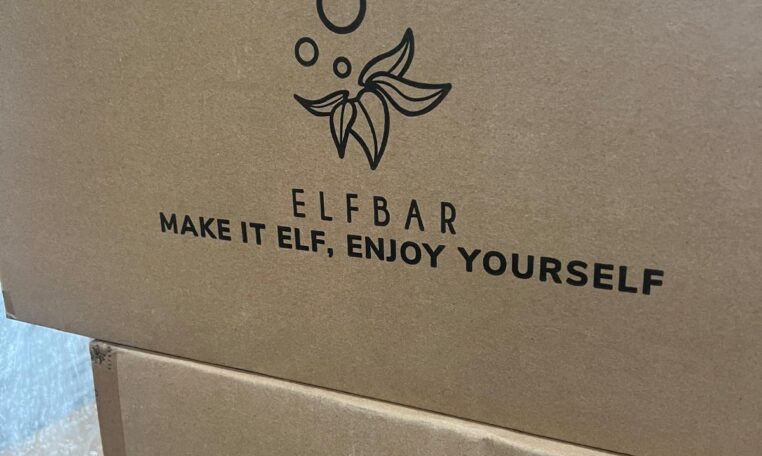 ELFBAR
MAKE IT ELF, ENJOY YOURSELF